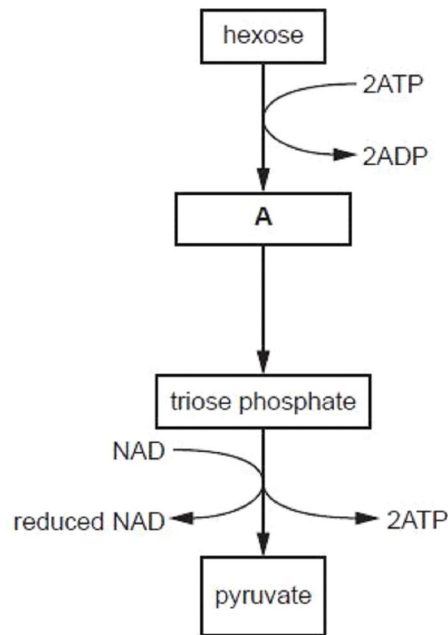 hexose
2ATP
2ADP
A
triose phosphate
NAD
reduced NAD
2ATP
pyruvate